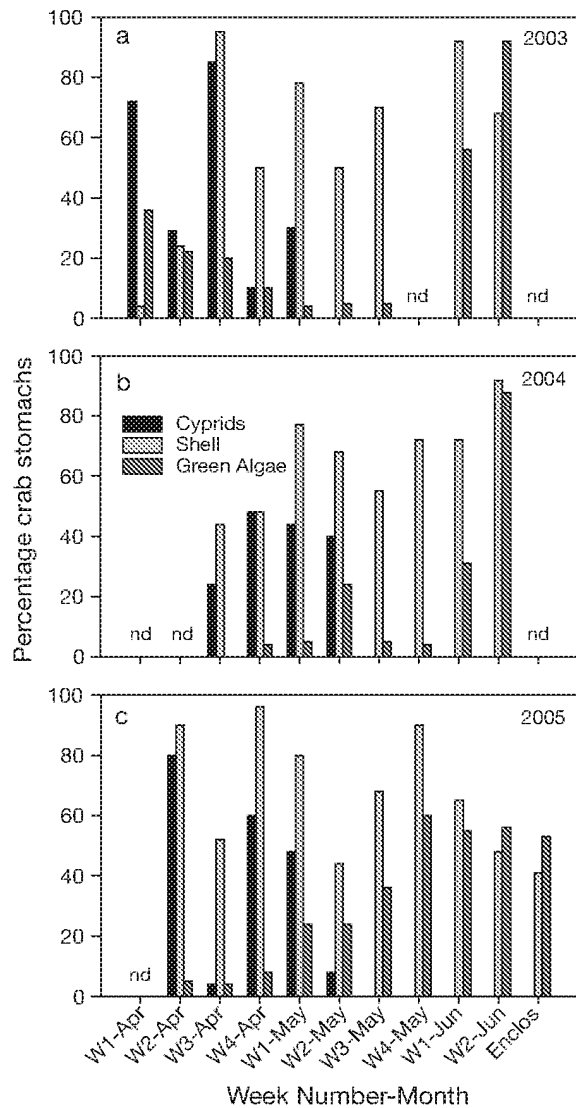 Percentage crab stomachs
100
80
60
40
20
0
a
2003
nd
nd
100
80
60
40
20
0
b
2004
Cyprids
Shell
Green Algae
nd
nd
nd
100
80
60
40
20
0
c
2005
nd
W1-Apr
W2-Apr
W3-Apr
W4-Apr
W1-May
W2-May
W3-May
W4-May
W1-Jun
W2-Jun
Enclos
Week Number-Month